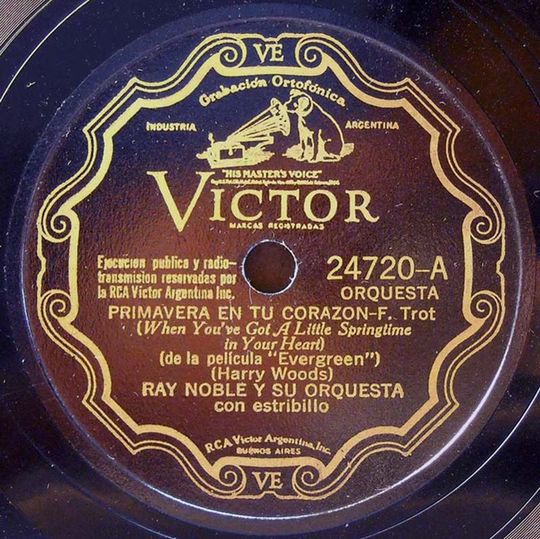 VE
Grabación Ortofónica
INDUSTRIA ARGENTINA
"HIS MASTER'S VOICE"
VICTOR
MARCAS REGISTRADAS
Ejecucion publica y radio-
transmision reservadas por
la RCA Victor Argentina Inc.
24720-A
ORQUESTA
PRIMAVERA EN TU CORAZON-F. Trot
(When You've Got A Little Springtime
in Your Heart)
(de la película "Evergreen")
(Harry Woods)
RAY NOBLE Y SU ORQUESTA
con estribillo
RCA Victor Argentina, Inc.
BUENOS AIRES
VE